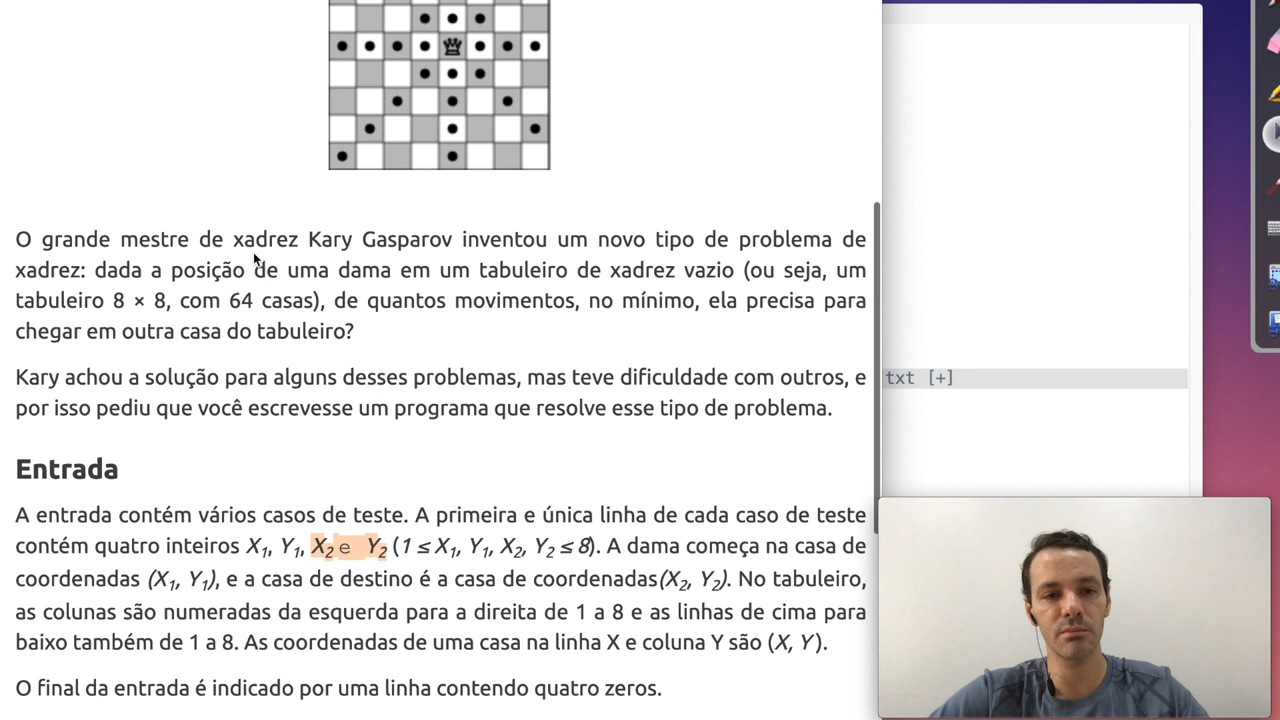 O grande mestre de xadrez Kary Gasparov inventou um novo tipo de problema de
xadrez: dada a posição de uma dama em um tabuleiro de xadrez vazio (ou seja, um
tabuleiro 8 × 8, com 64 casas), de quantos movimentos, no mínimo, ela precisa para
chegar em outra casa do tabuleiro?
Kary achou a solução para alguns desses problemas, mas teve dificuldade com outros, e
por isso pediu que você escrevesse um programa que resolve esse tipo de problema.
txt [+]
Entrada
A entrada contém vários casos de teste. A primeira e única linha de cada caso de teste
contém quatro inteiros X₁, Y₁, X₂ e Y₂ (1 ≤ X₁, Y₁, X₂, Y₂ ≤ 8). A dama começa na casa de
coordenadas (X₁, Y₁), e a casa de destino é a casa de coordenadas(X₂, Y₂). No tabuleiro,
as colunas são numeradas da esquerda para a direita de 1 a 8 e as linhas de cima para
baixo também de 1 a 8. As coordenadas de uma casa na linha X e coluna Y são (X, Y).
O final da entrada é indicado por uma linha contendo quatro zeros.